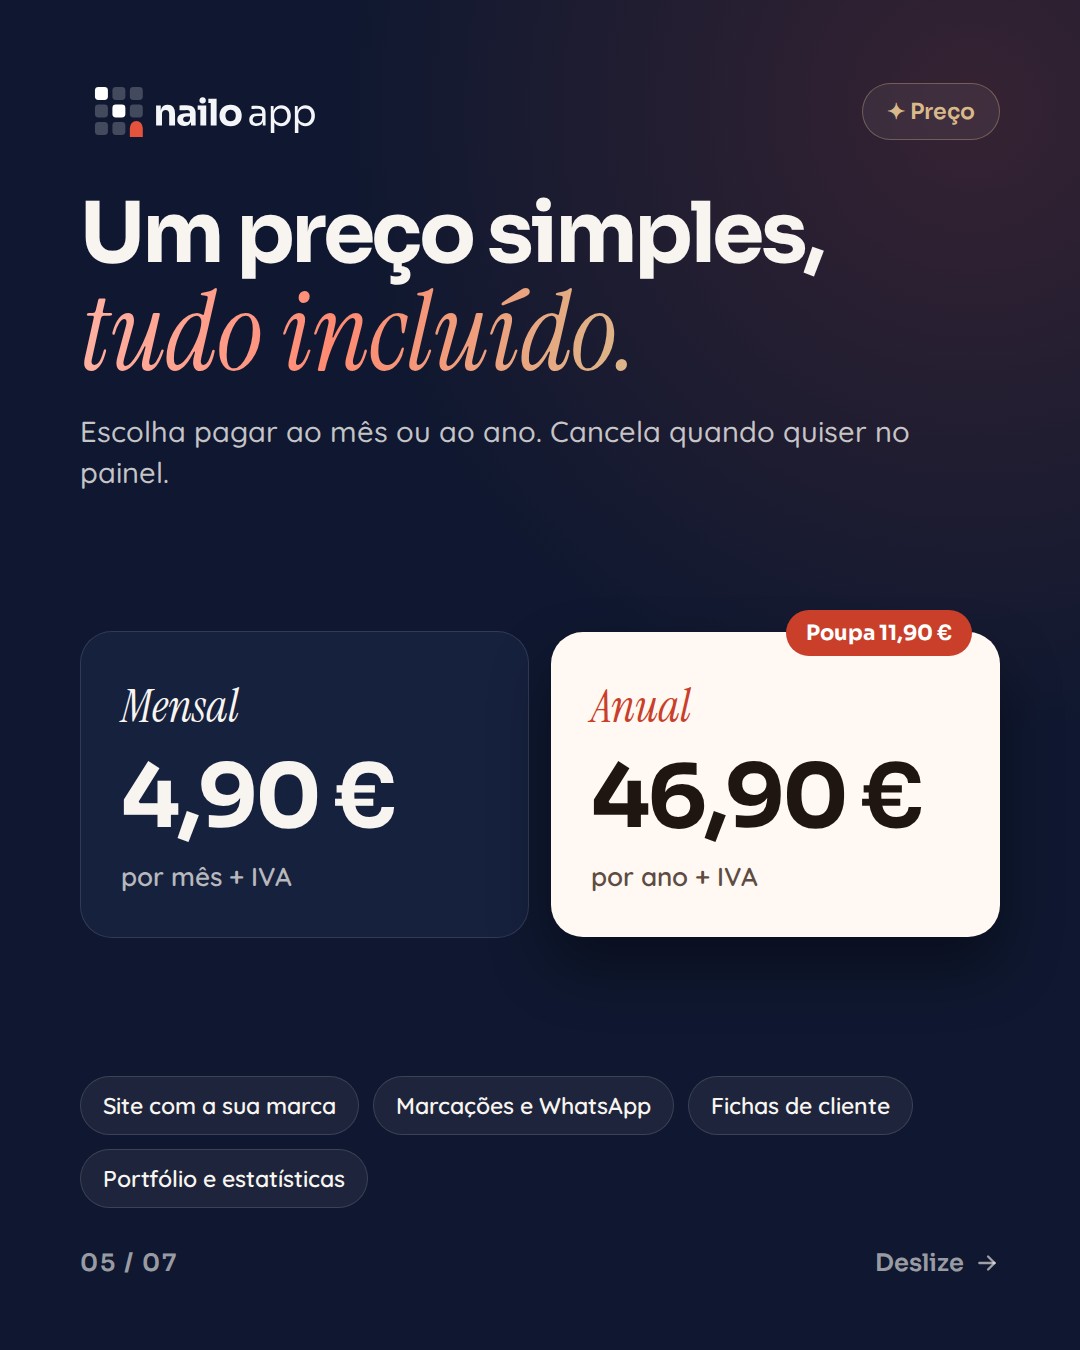 nailo app
✦ Preço
Um preço simples,
tudo incluído.
Escolha pagar ao mês ou ao ano. Cancela quando quiser no
painel.
Poupa 11,90 €
Mensal
4,90 €
por mês + IVA
Anual
46,90 €
por ano + IVA
Site com a sua marca
Marcações e WhatsApp
Fichas de cliente
Portfólio e estatísticas
05 / 07
Deslize →